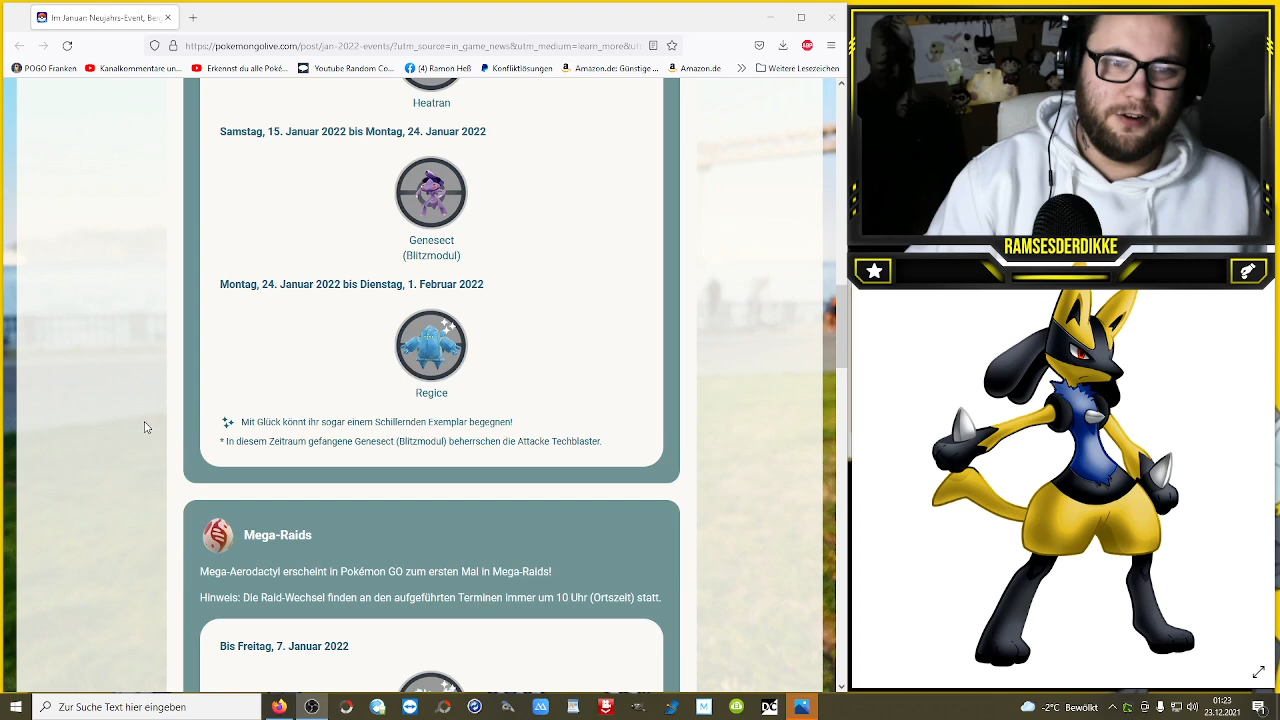 Im Januar: Neujahrs-Event, Ber
https://pokemongolive.com/post/jan-2022-events/?utm_source=in_game_news&utm_medium=learn_more&ut
POGO Franken
Kanalkommentare un...
Erkennst du alle Poké...
Youtube Ramon Co...
(4) Ramon Heß
Konfliktlösungen
Amazon.de: Günstige...
Amazon.de
Weitere Lesezeichen
Heatran
Samstag, 15. Januar 2022 bis Montag, 24. Januar 2022
Genesect
(Blitzmodul)
Montag, 24. Januar 2022 bis Dienstag, 1. Februar 2022
Regice
Mit Glück könnt ihr sogar einem Schillernden Exemplar begegnen!
* In diesem Zeitraum gefangene Genesect (Blitzmodul) beherrschen die Attacke Techblaster.
Mega-Raids
Mega-Aerodactyl erscheint in Pokémon GO zum ersten Mal in Mega-Raids!
Hinweis: Die Raid-Wechsel finden an den aufgeführten Terminen immer um 10 Uhr (Ortszeit) statt.
Bis Freitag, 7. Januar 2022
RAMSESDERDIKKE
Zur Suche Text hier eingeben
2°C
01:23
23.12.2021